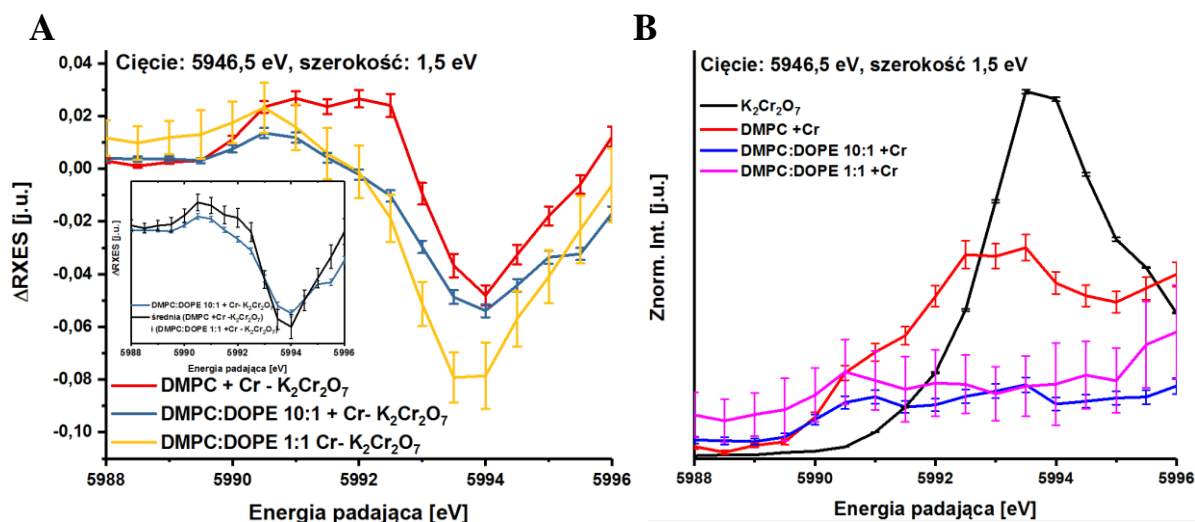 A
Cięcie: 5946,5 eV, szerokość: 1,5 eV
0,04
0,02
0,00
-0,02
-0,04
-0,06
-0,08
-0,10
ΔRXES [j.u.]
ΔRXES [j.u.]
DMPC:DOPE 10:1 + Cr- K2Cr2O7
średnia (DMPC +Cr -K2Cr2O7)
i (DMPC:DOPE 1:1 +Cr - K2Cr2O7)
5988 5990 5992 5994 5996
Energia padająca [eV]
DMPC + Cr - K2Cr2O7
DMPC:DOPE 10:1 + Cr- K2Cr2O7
DMPC:DOPE 1:1 Cr- K2Cr2O7
5988 5990 5992 5994 5996
Energia padająca [eV]
B
Cięcie: 5946,5 eV, szerokość 1,5 eV
K2Cr2O7
DMPC +Cr
DMPC:DOPE 10:1 +Cr
DMPC:DOPE 1:1 +Cr
Znorm. Int. [j.u.]
5988 5990 5992 5994 5996
Energia padająca [eV]